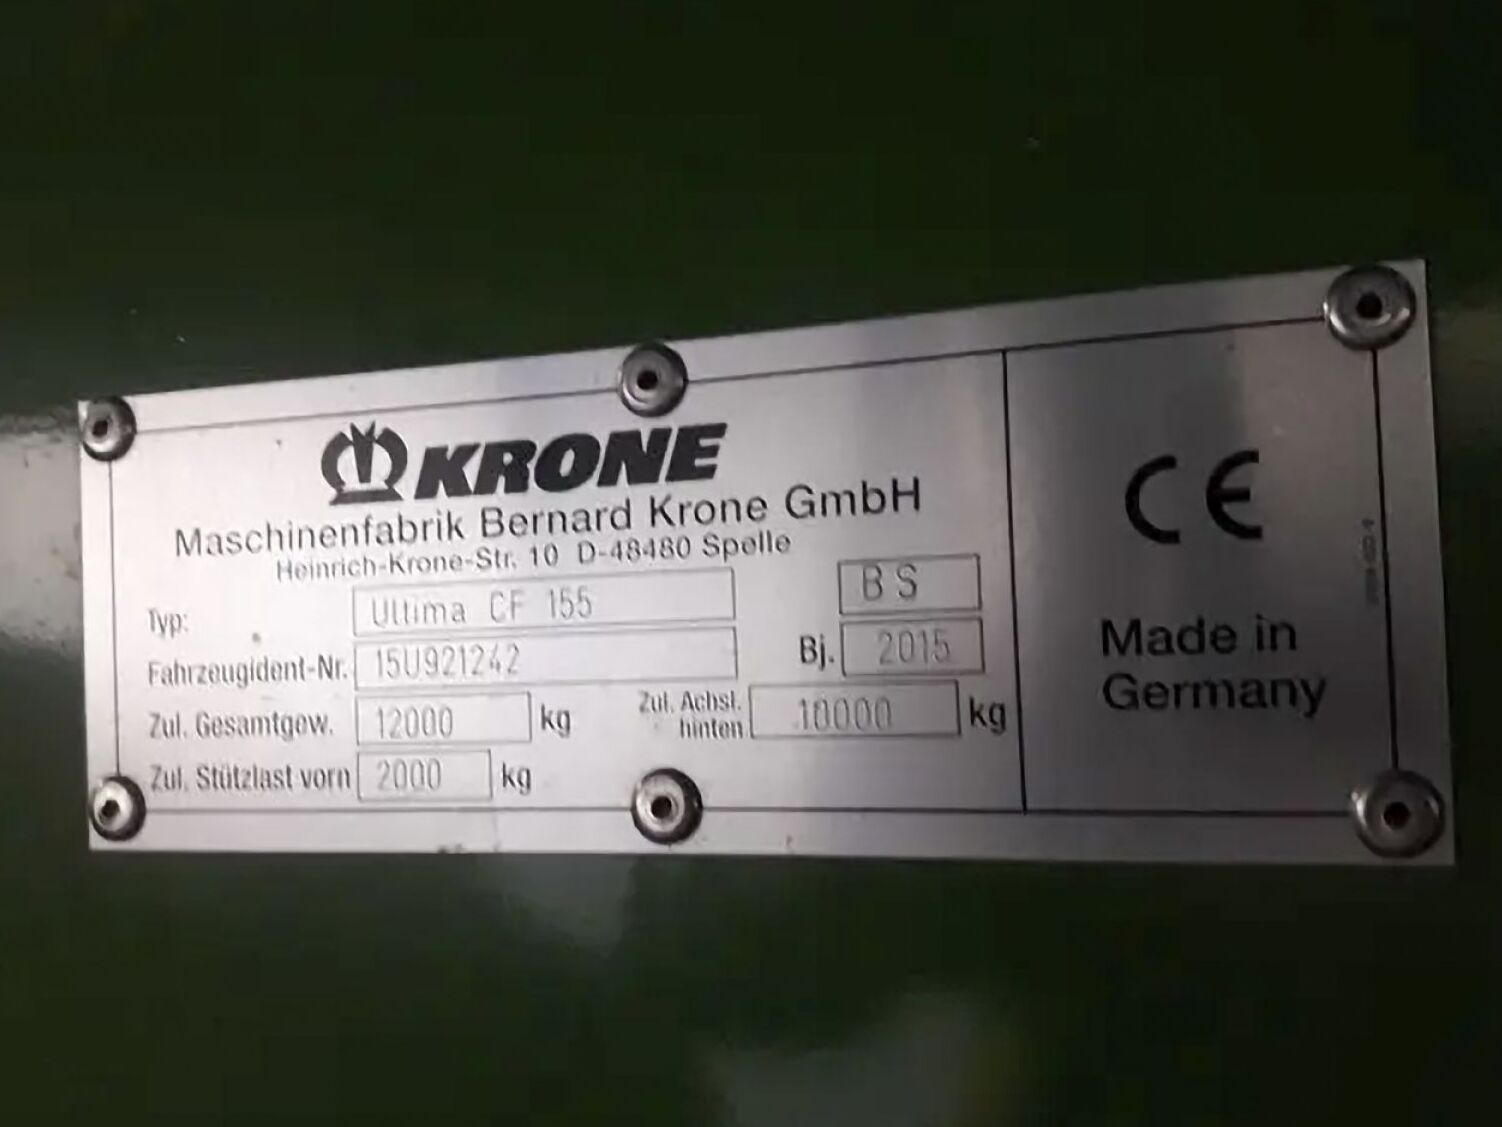 KRONE
Maschinenfabrik Bernard Krone GmbH
Heinrich-Krone-Str. 10 D-48480 Spelle
Typ: Ultima CF 155 BS
Fahrzeugident-Nr. 15U921242 Bj. 2015
Zul. Gesamtgew. 12000 kg Zul. Achsl. hinten 10000 kg
Zul. Stützlast vorn 2000 kg
CE
Made in
Germany